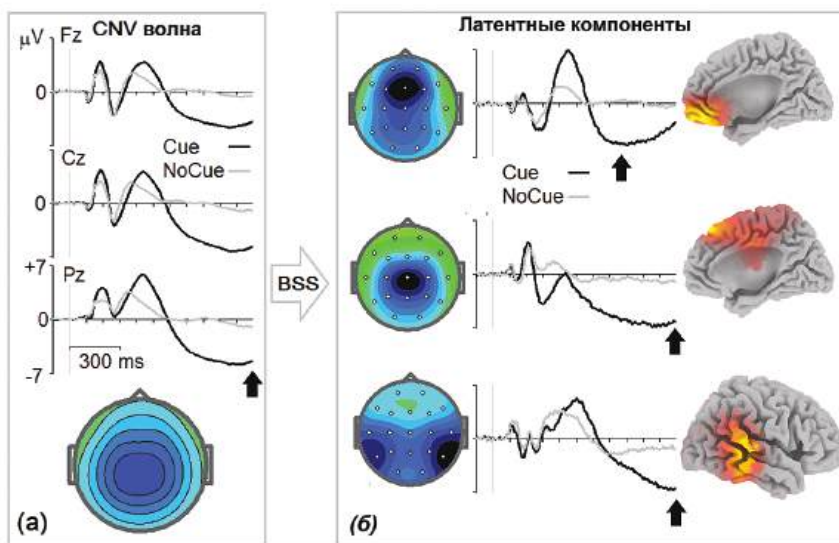 CNV волна
μV
Fz
0
Cue
NoCue
Cz
0
+7
Pz
0
300 ms
-7
(а)
BSS
Латентные компоненты
Cue
NoCue
(б)